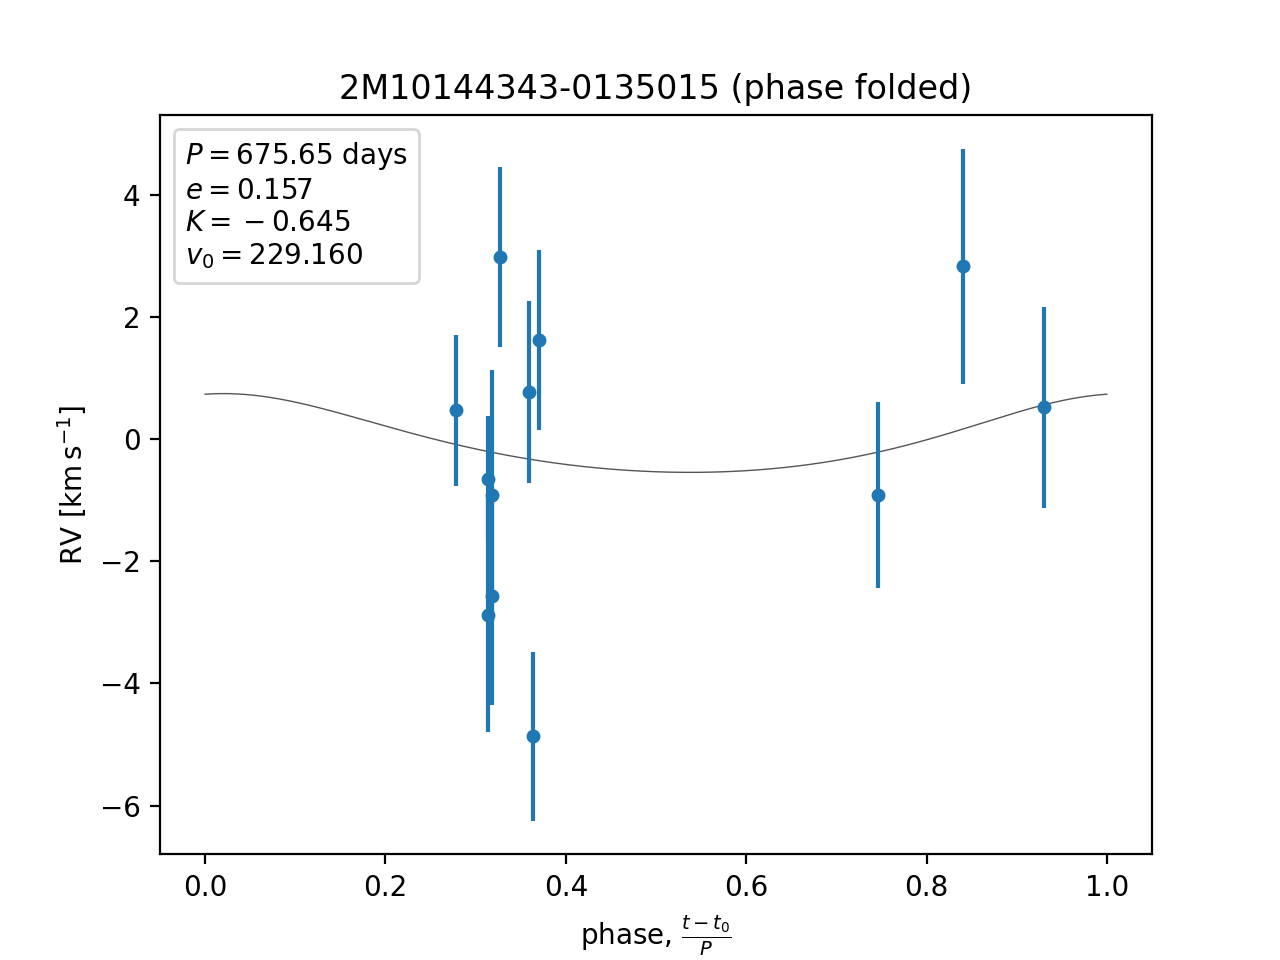 2M10144343-0135015 (phase folded)
P = 675.65 days
e = 0.157
K = −0.645
v₀ = 229.160
RV [km s⁻¹]
4
2
0
−2
−4
−6
0.0 0.2 0.4 0.6 0.8 1.0
phase, (t − t₀)/P